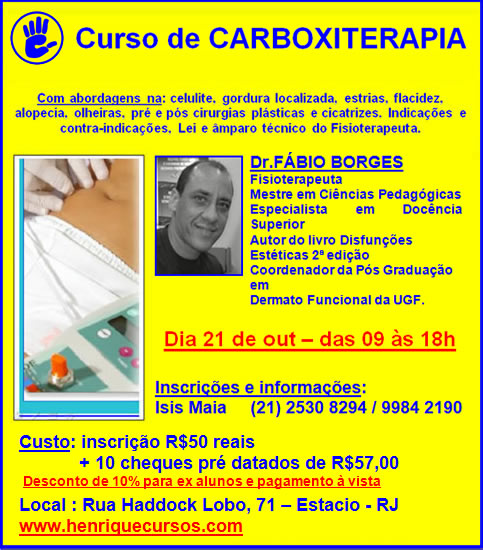 Curso de CARBOXITERAPIA
Com abordagens na: celulite, gordura localizada, estrias, flacidez,
alopecia, olheiras, pré e pós cirurgias plásticas e cicatrizes. Indicações e
contra-indicações, Lei e âmparo técnico do Fisioterapeuta.
Dr.FÁBIO BORGES
Fisioterapeuta
Mestre em Ciências Pedagógicas
Especialista em Docência
Superior
Autor do livro Disfunções
Estéticas 2ª edição
Coordenador da Pós Graduação
em
Dermato Funcional da UGF.
Dia 21 de out – das 09 às 18h
Inscrições e informações:
Isis Maia (21) 2530 8294 / 9984 2190
Custo: inscrição R$50 reais
+ 10 cheques pré datados de R$57,00
Desconto de 10% para ex alunos e pagamento à vista
Local : Rua Haddock Lobo, 71 – Estacio - RJ
www.henriquecursos.com